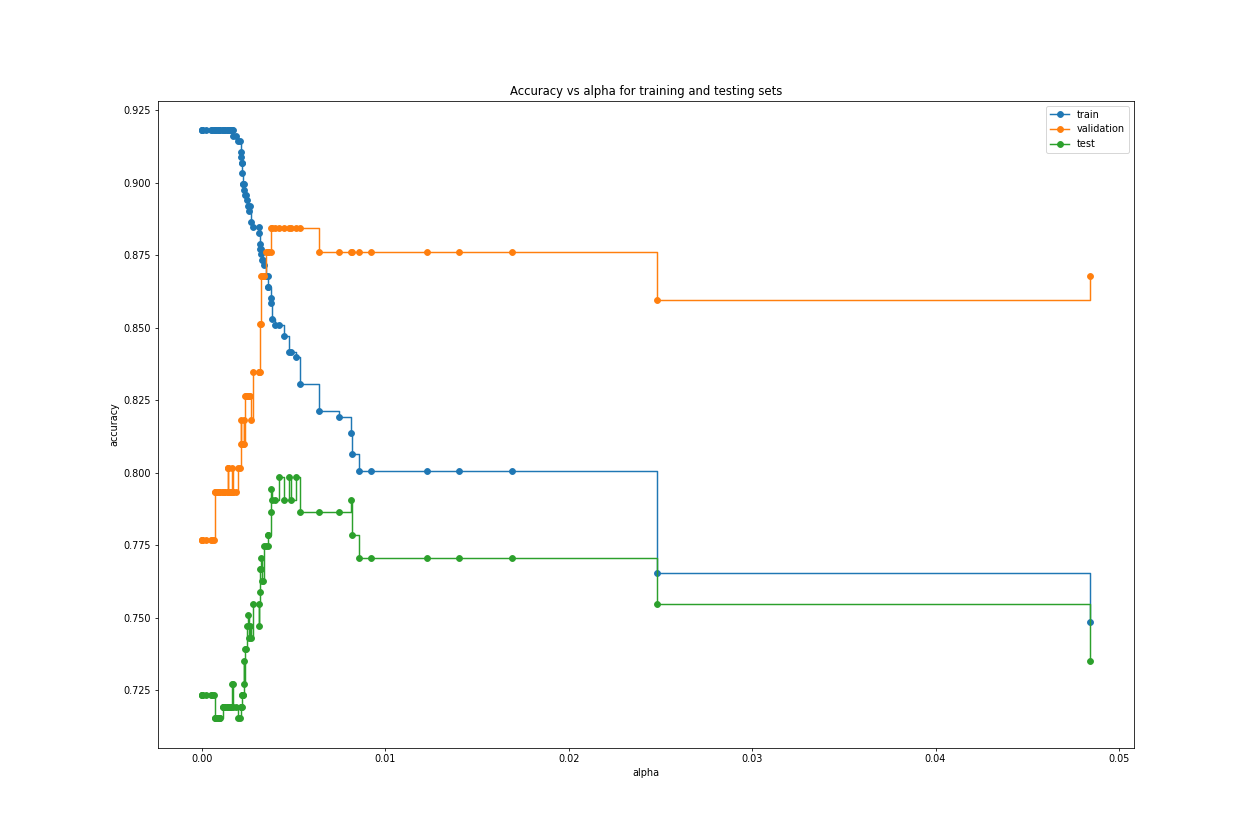 Accuracy vs alpha for training and testing sets
train
validation
test
0.925
0.900
0.875
0.850
0.825
0.800
0.775
0.750
0.725
accuracy
0.00 0.01 0.02 0.03 0.04 0.05
alpha